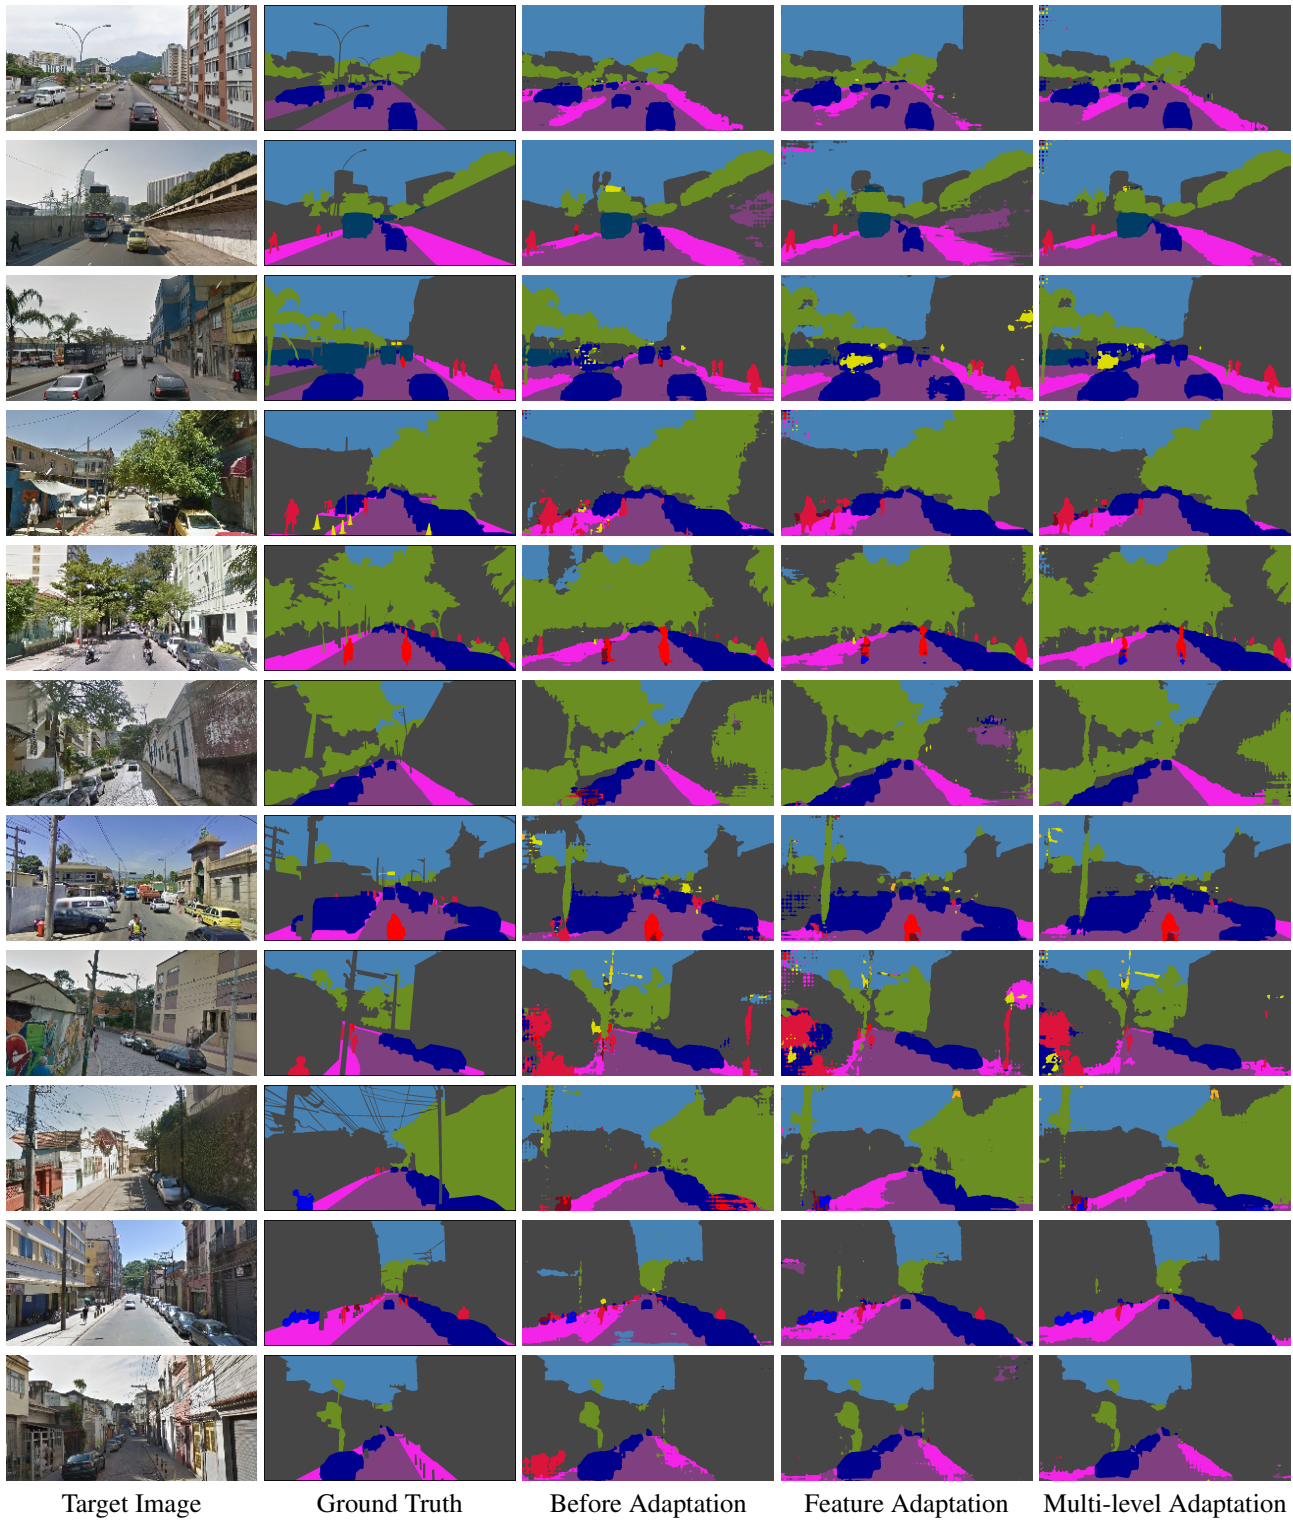 Target Image
Ground Truth
Before Adaptation
Feature Adaptation
Multi-level Adaptation